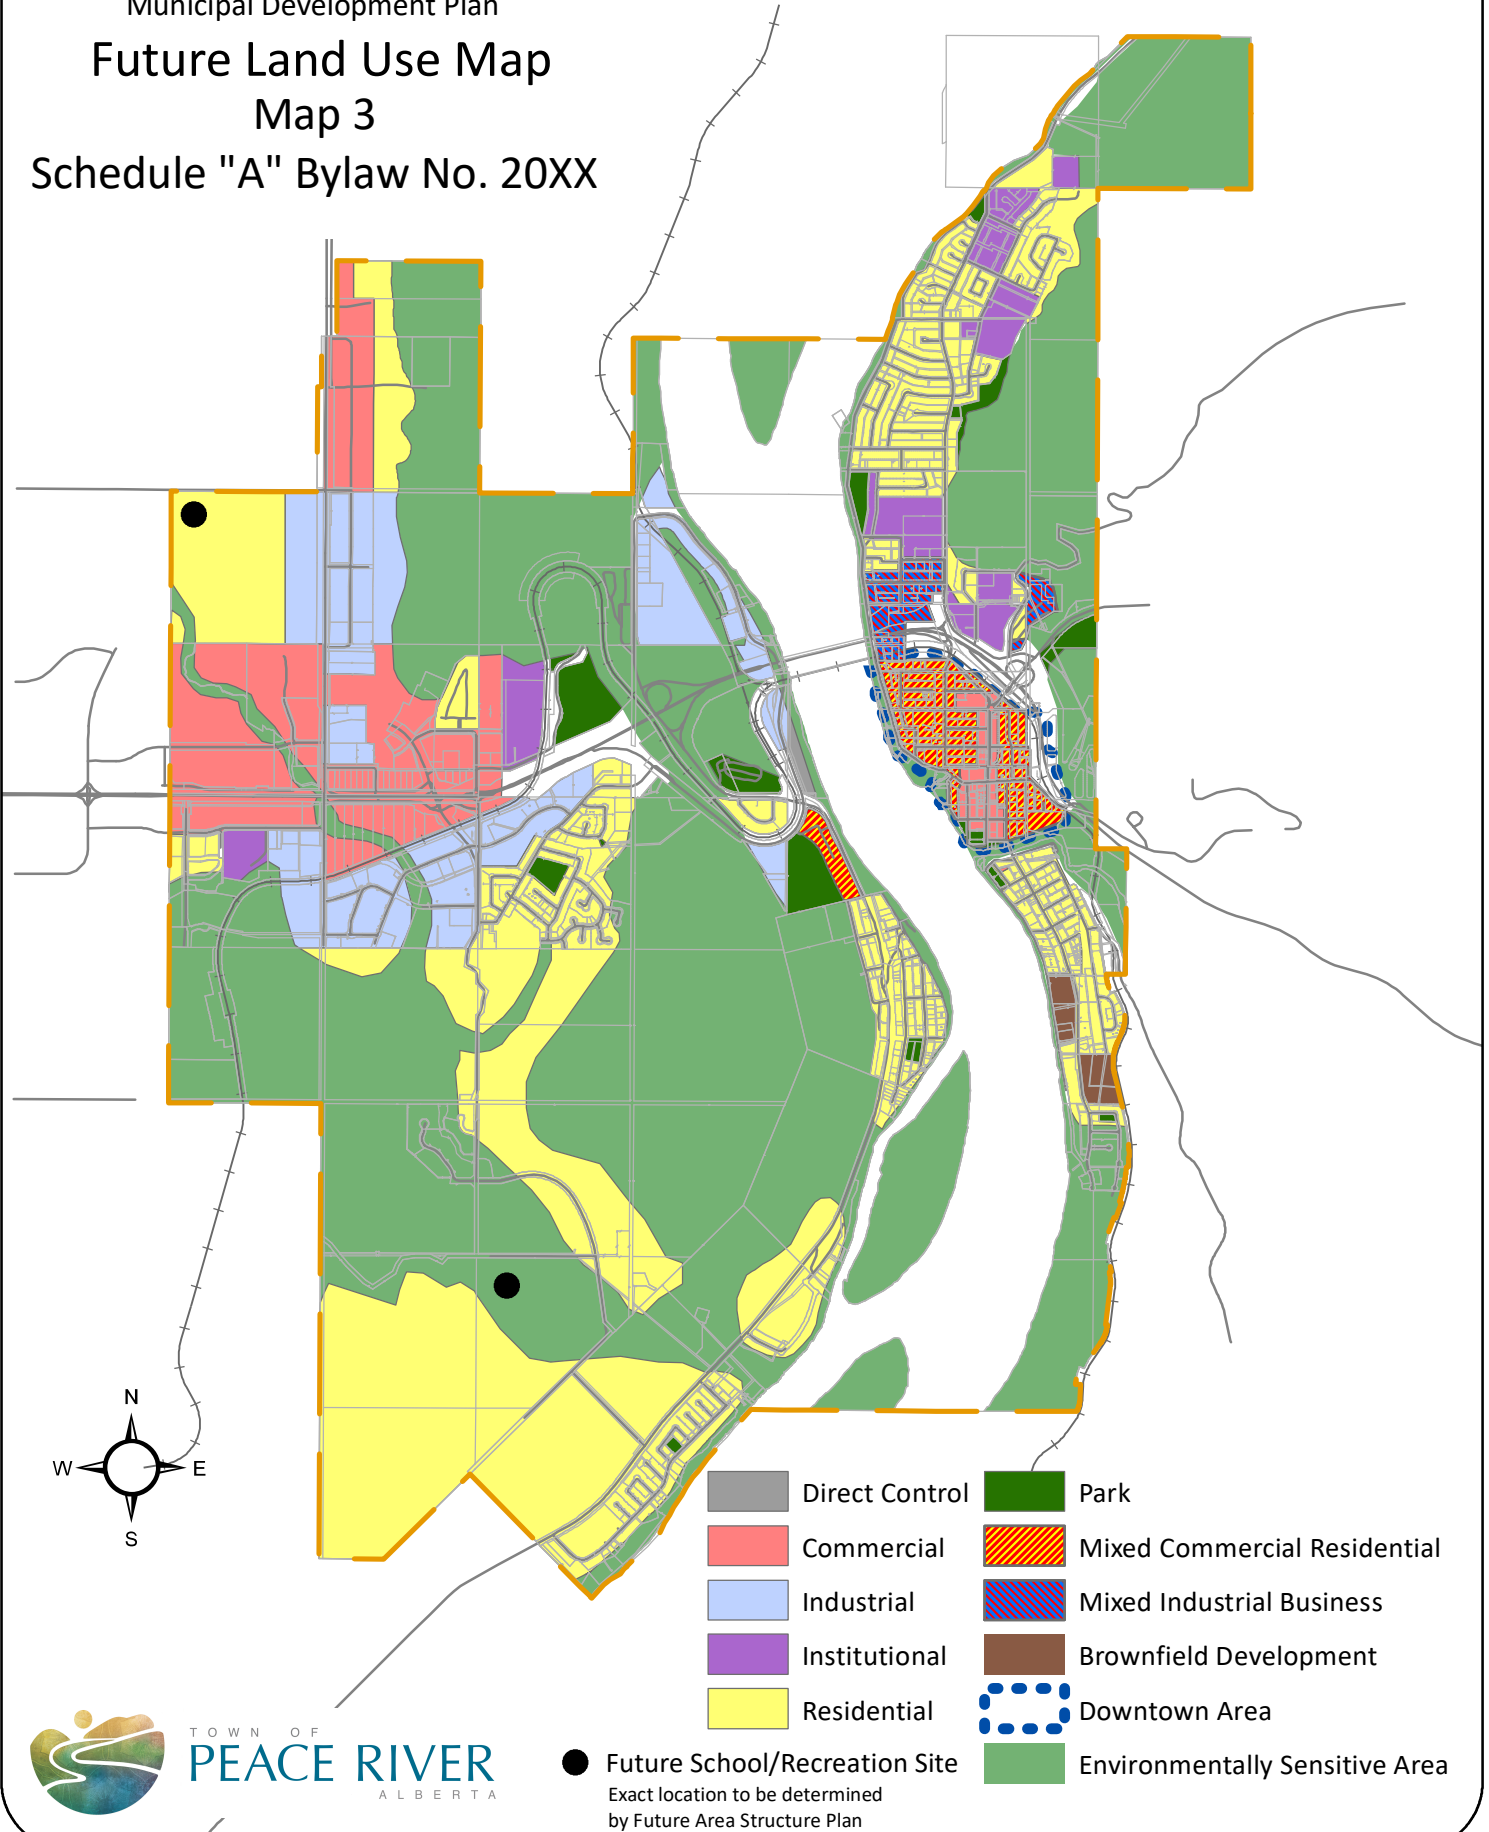 Municipal Development Plan
Future Land Use Map
Map 3
Schedule "A" Bylaw No. 20XX
N
W
E
S
Direct Control
Commercial
Industrial
Institutional
Residential
Park
Mixed Commercial Residential
Mixed Industrial Business
Brownfield Development
Downtown Area
Environmentally Sensitive Area
Future School/Recreation Site
Exact location to be determined
by Future Area Structure Plan
TOWN OF
PEACE RIVER
ALBERTA